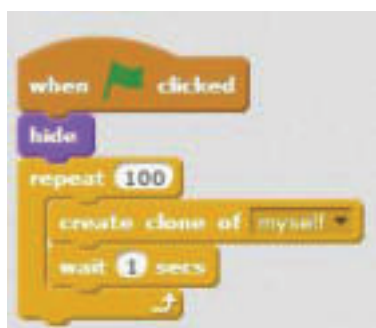 when clicked
hide
repeat 100
create clone of myself
wait 1 secs